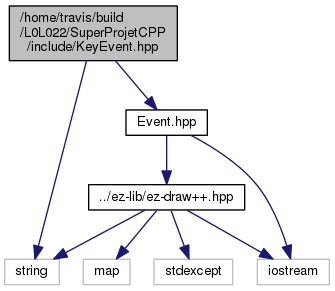 /home/travis/build
/L0L022/SuperProjetCPP
/include/KeyEvent.hpp
Event.hpp
../ez-lib/ez-draw++.hpp
string
map
stdexcept
iostream